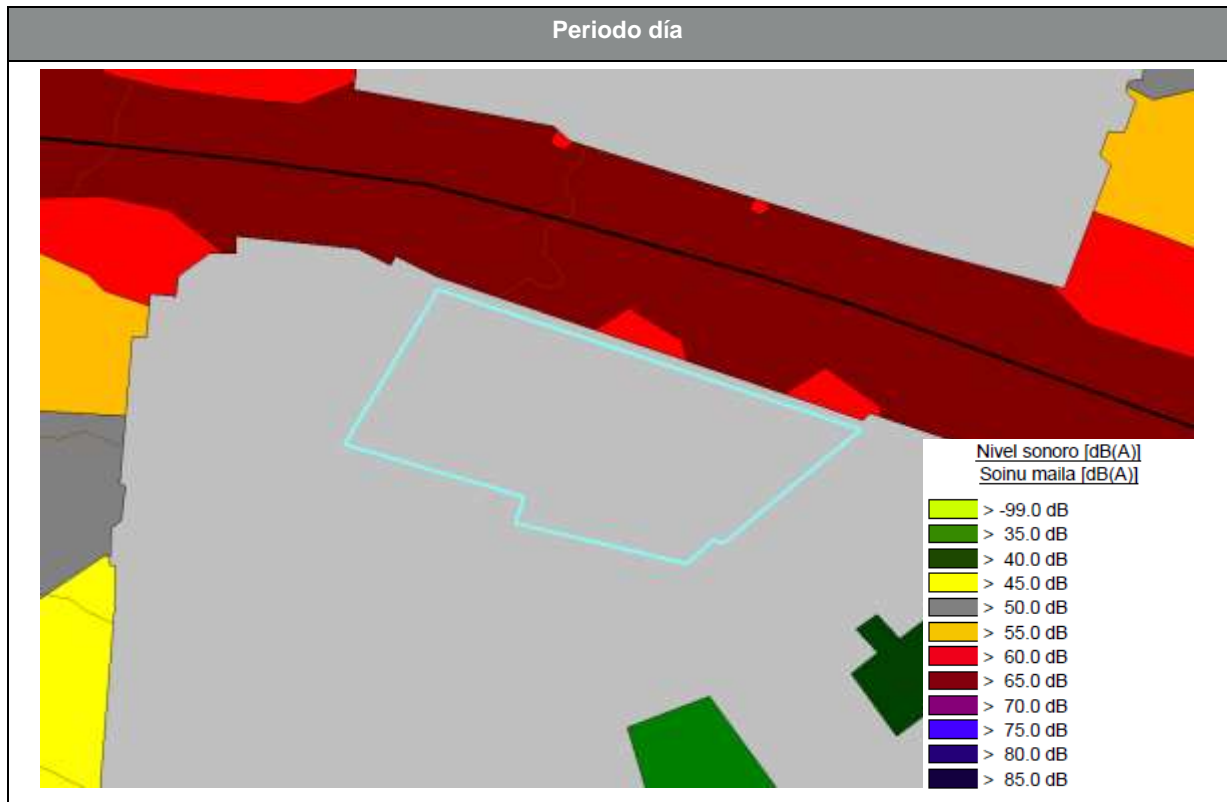 Periodo día
Nivel sonoro [dB(A)]
Soinu maila [dB(A)]
> -99.0 dB
> 35.0 dB
> 40.0 dB
> 45.0 dB
> 50.0 dB
> 55.0 dB
> 60.0 dB
> 65.0 dB
> 70.0 dB
> 75.0 dB
> 80.0 dB
> 85.0 dB